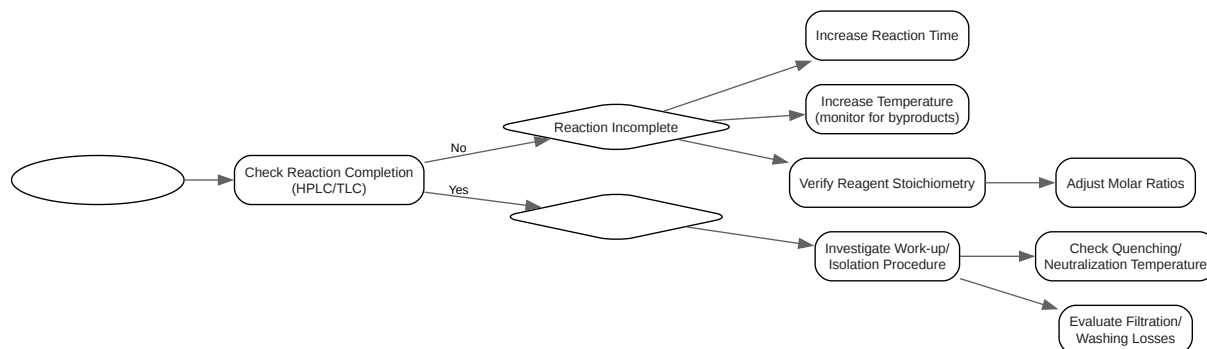 Increase Reaction Time
Increase Temperature
(monitor for byproducts)
Reaction Incomplete
No
Check Reaction Completion
(HPLC/TLC)
Yes
Verify Reagent Stoichiometry
Adjust Molar Ratios
Investigate Work-up/
Isolation Procedure
Check Quenching/
Neutralization Temperature
Evaluate Filtration/
Washing Losses